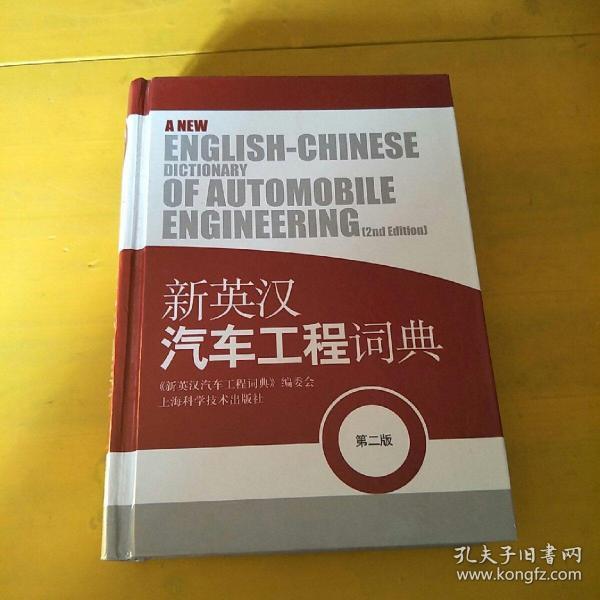 A NEW
ENGLISH-CHINESE
DICTIONARY
OF AUTOMOBILE
ENGINEERING (2nd Edition)
新英汉
汽车工程词典
《新英汉汽车工程词典》编委会
上海科学技术出版社
第二版
孔夫子旧书网
www.kongfz.com